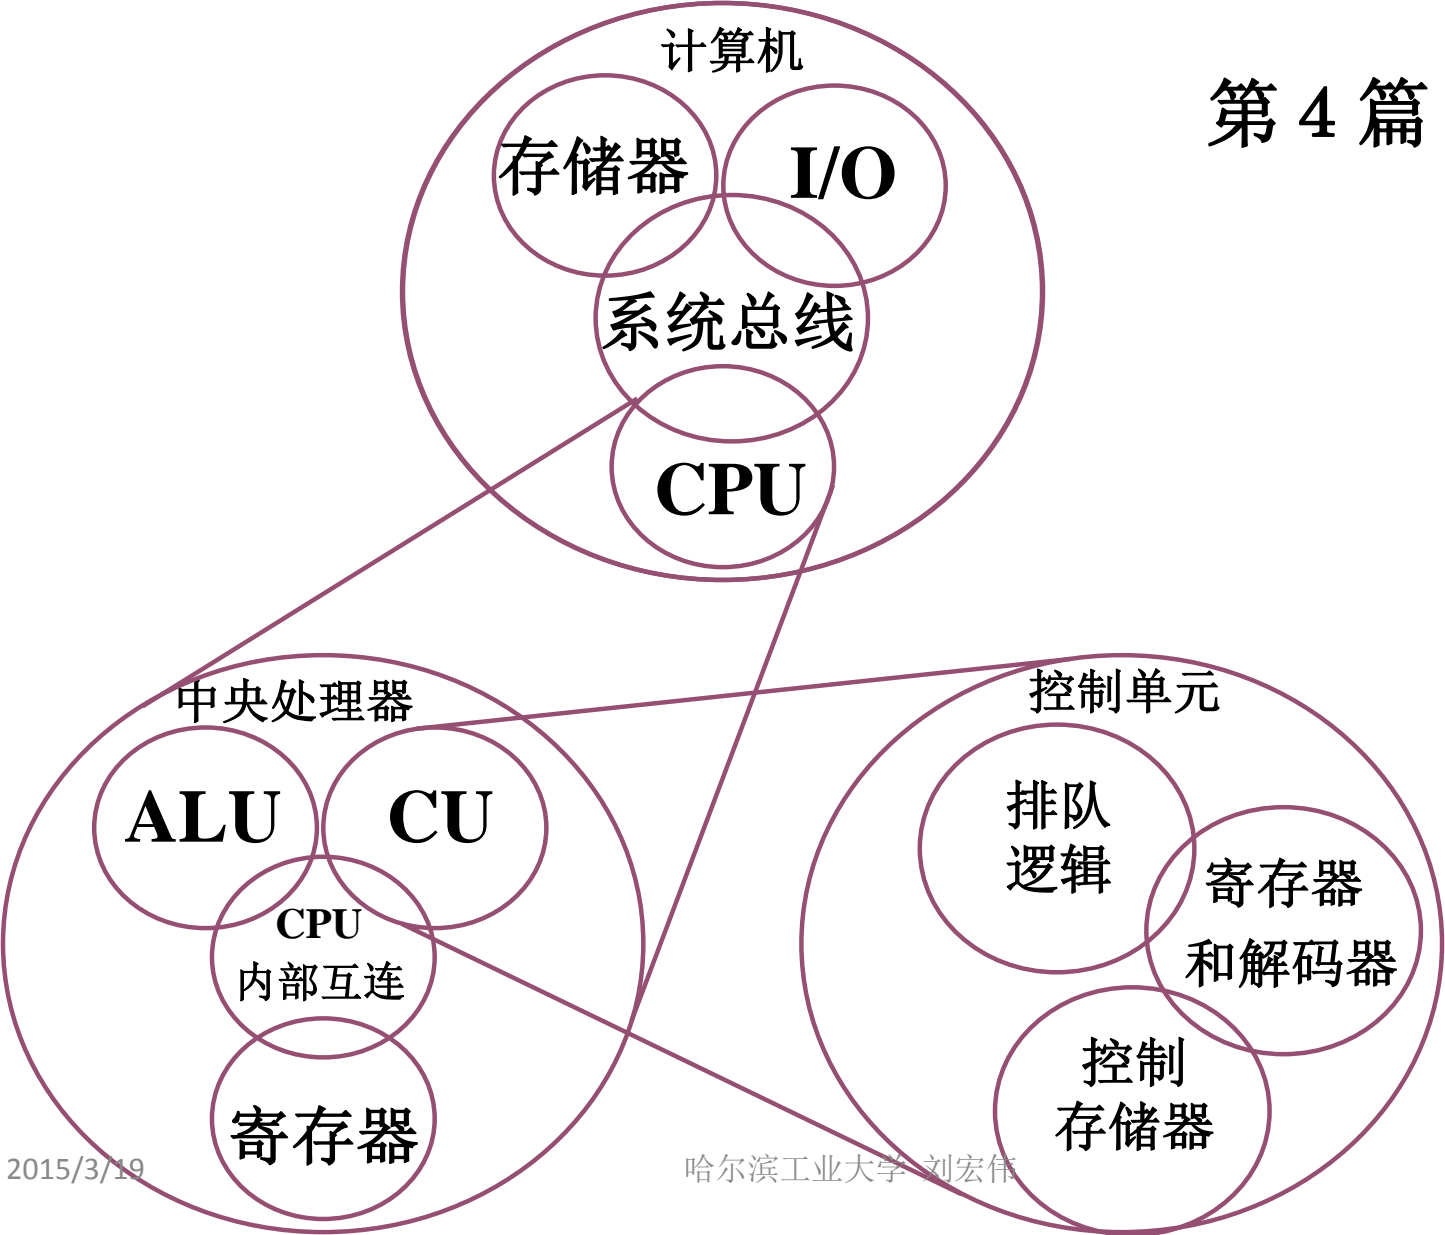 计算机
第 4 篇
存储器
I/O
系统总线
CPU
中央处理器
ALU
CU
CPU
内部互连
寄存器
控制单元
排队
逻辑
寄存器
和解码器
控制
存储器
2015/3/19
哈尔滨工业大学 刘宏伟